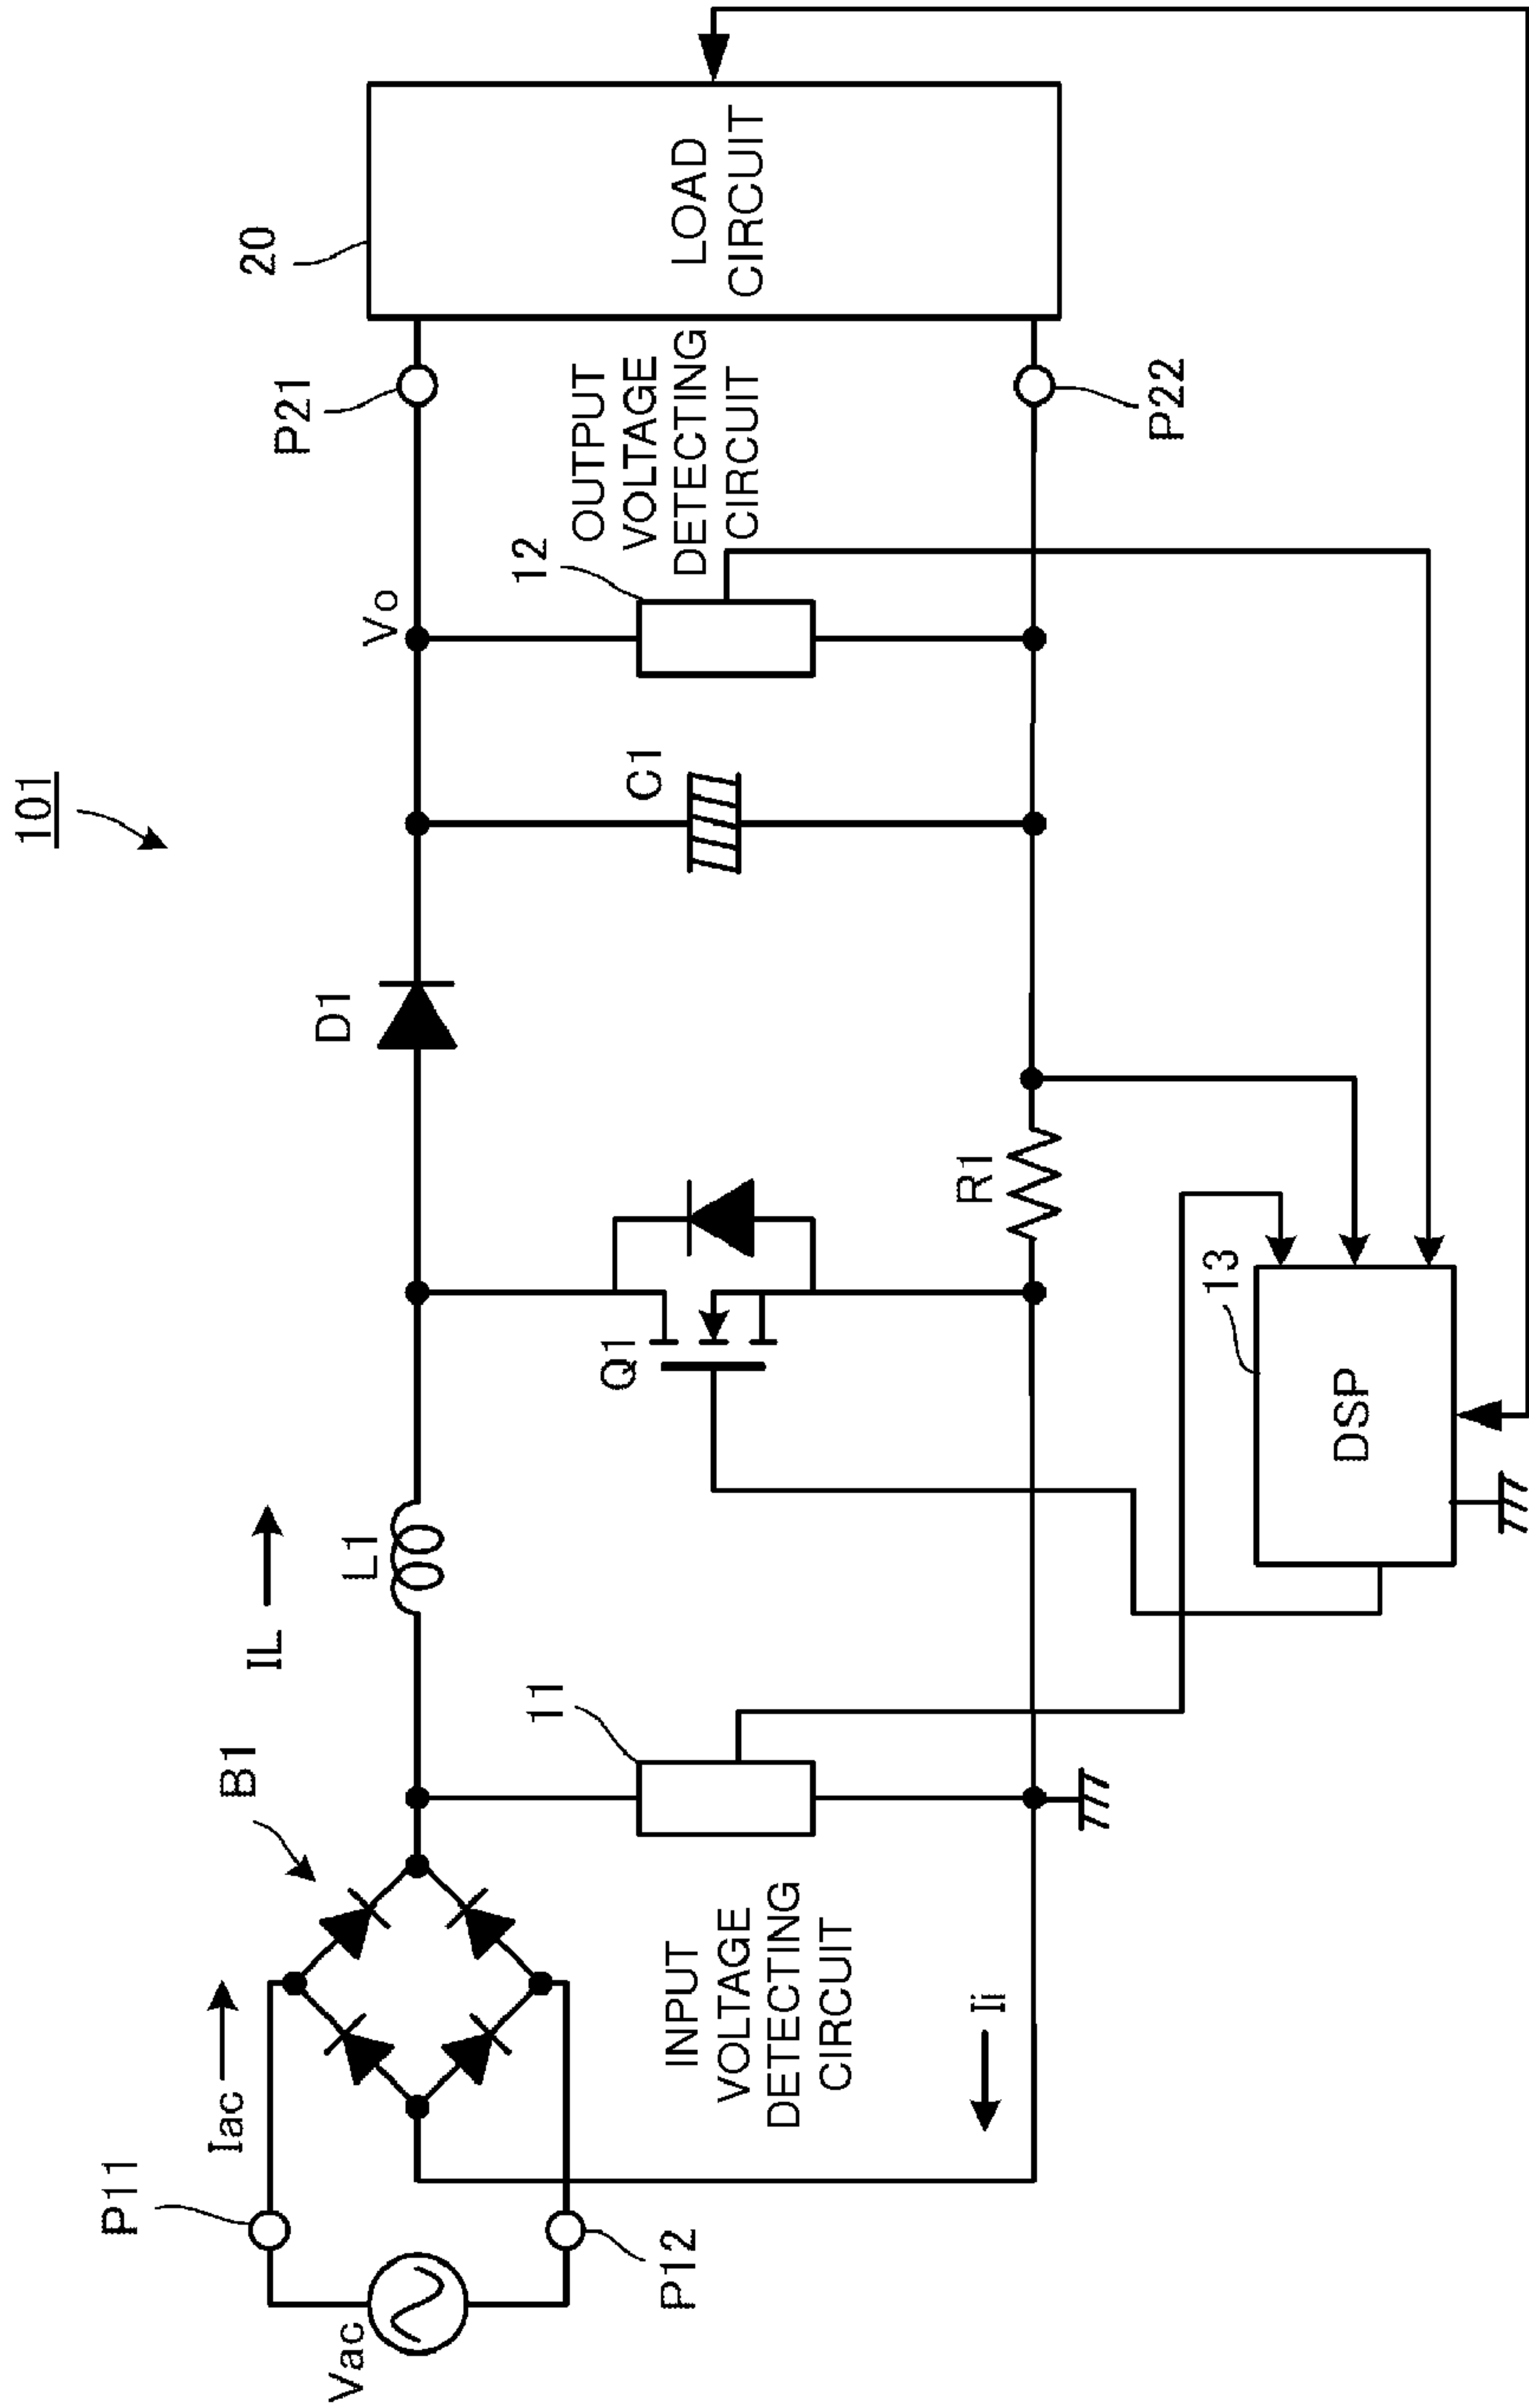 101
Vac
P11
P12
Iac
B1
INPUT
VOLTAGE
DETECTING
CIRCUIT
11
Ii
IL
L1
Q1
D1
R1
C1
Vo
12
OUTPUT
VOLTAGE
DETECTING
CIRCUIT
P21
P22
20
LOAD
CIRCUIT
13
DSP